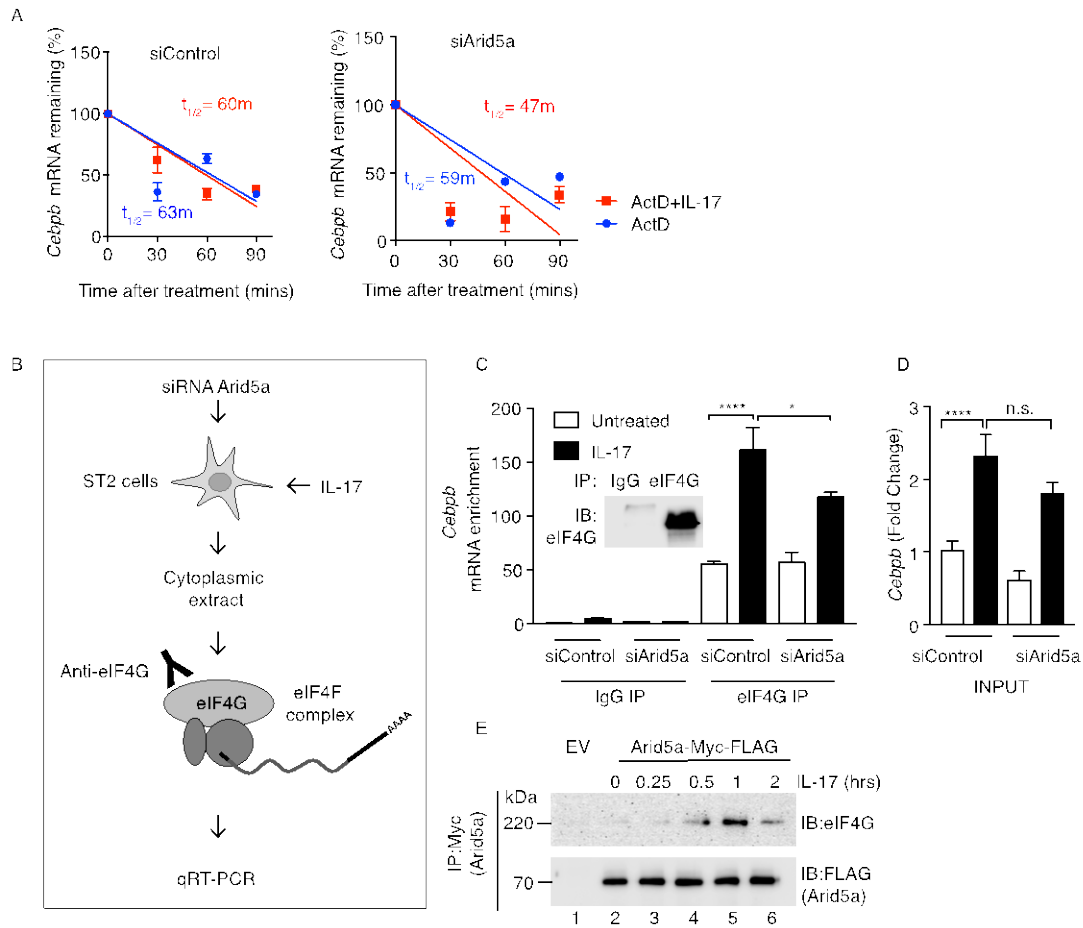 A
siControl
Cebpb mRNA remaining (%)
150
100
50
0
t1/2= 60m
t1/2= 63m
0 30 60 90
Time after treatment (mins)
siArid5a
Cebpb mRNA remaining (%)
150
100
50
0
t1/2= 47m
t1/2= 59m
0 30 60 90
Time after treatment (mins)
ActD+IL-17
ActD
B
siRNA Arid5a
ST2 cells
IL-17
Cytoplasmic
extract
Anti-eIF4G
eIF4G
eIF4F
complex
AAAA
qRT-PCR
C
Cebpb
mRNA enrichment
200
150
100
50
0
Untreated
IL-17
IP: IgG eIF4G
IB:
eIF4G
****
*
siControl siArid5a siControl siArid5a
IgG IP eIF4G IP
D
Cebpb (Fold Change)
3
2
1
0
****
n.s.
siControl siArid5a
INPUT
E
EV Arid5a-Myc-FLAG
0 0.25 0.5 1 2 IL-17 (hrs)
kDa
IP:Myc
(Arid5a)
220
IB:eIF4G
70
IB:FLAG
(Arid5a)
1 2 3 4 5 6